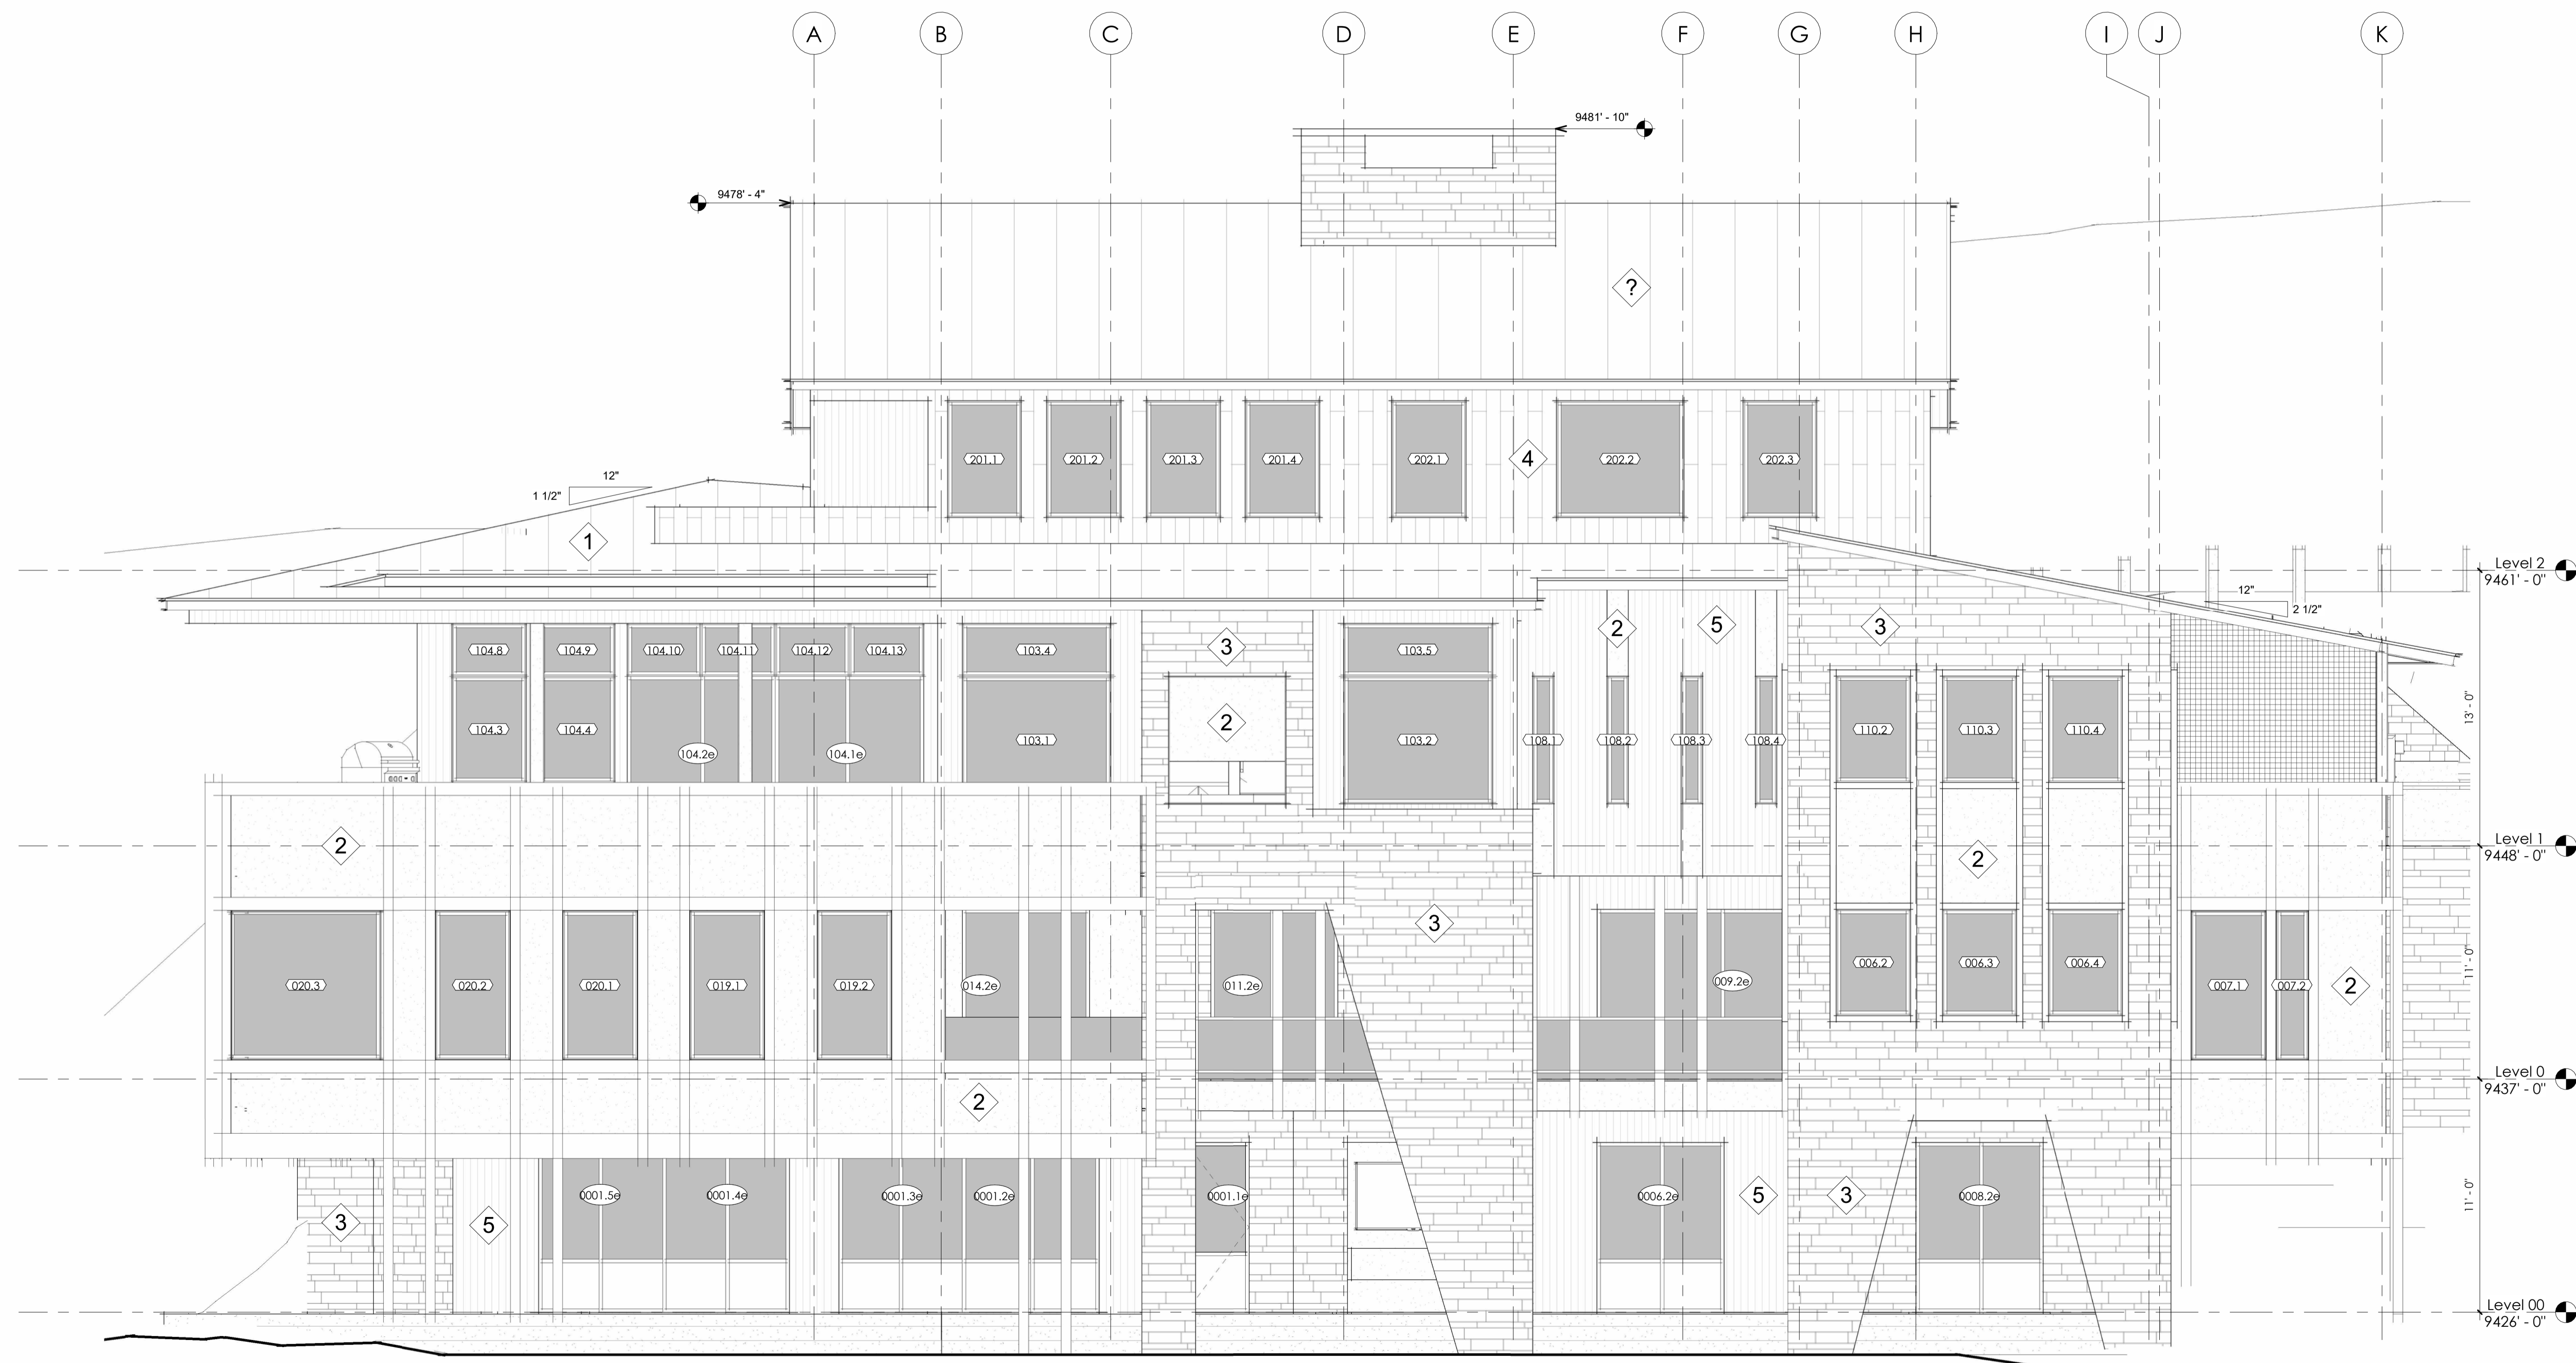 A B C D E F G H I J K
9481' - 10"
9478' - 4"
?
201.1 201.2 201.3 201.4 202.1 4 202.2 202.3
12"
1 1/2"
1
Level 2
9461' - 0"
12"
2 1/2"
2 5 3
3
104.8 104.9 104.10 104.11 104.12 104.13 103.4 103.5
13' - 0"
104.3 104.4 104.2e 104.1e 103.1 2 103.2 108.1 108.2 108.3 108.4 110.2 110.3 110.4
2
Level 1
9448' - 0"
2
3
11' - 0"
020.3 020.2 020.1 019.1 019.2 014.2e 011.2e 009.2e 006.2 006.3 006.4 007.1 007.2 2
Level 0
9437' - 0"
2
11' - 0"
3 5 0001.5e 0001.4e 0001.3e 0001.2e 0001.1e 0006.2e 5 3 0008.2e
Level 00
9426' - 0"